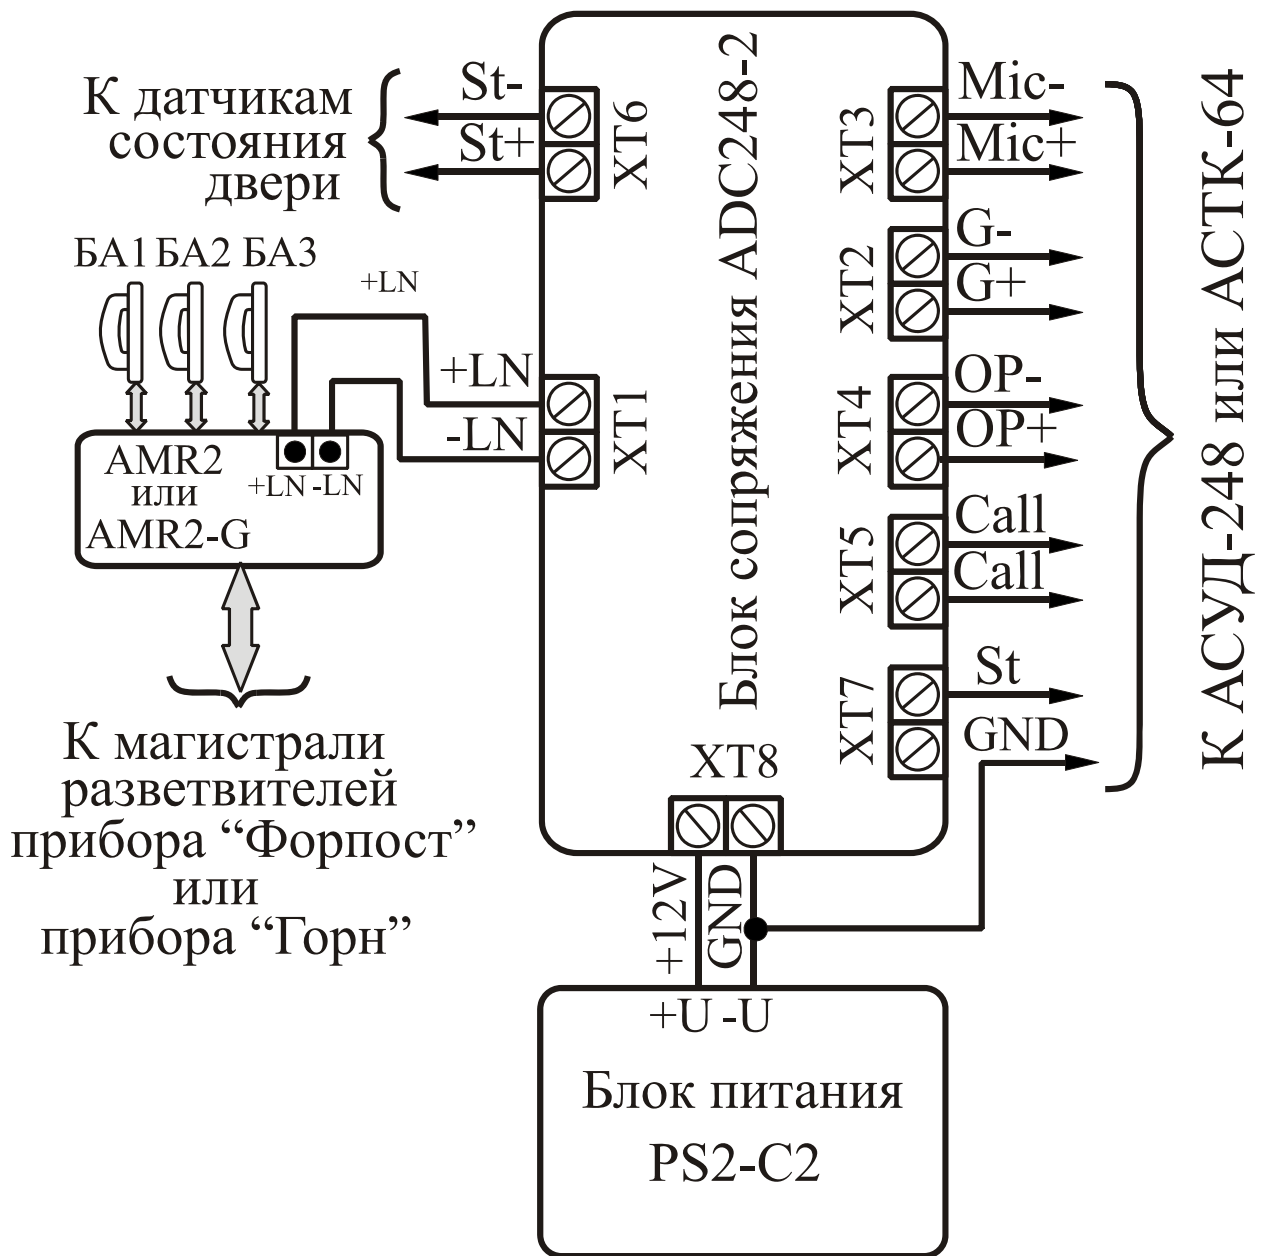 К датчикам
состояния
двери
St-
St+
XT6
Блок сопряжения ADC248-2
XT3
Mic-
Mic+
XT2
G-
G+
XT4
OP-
OP+
XT5
Call
Call
XT7
St
GND
К АСУД-248 или АСТК-64
БА1 БА2 БА3
+LN
+LN
-LN
XT1
AMR2
или
AMR2-G
+LN -LN
К магистрали
разветвителей
прибора “Форпост”
или
прибора “Горн”
XT8
+12V
GND
+U -U
Блок питания
PS2-C2